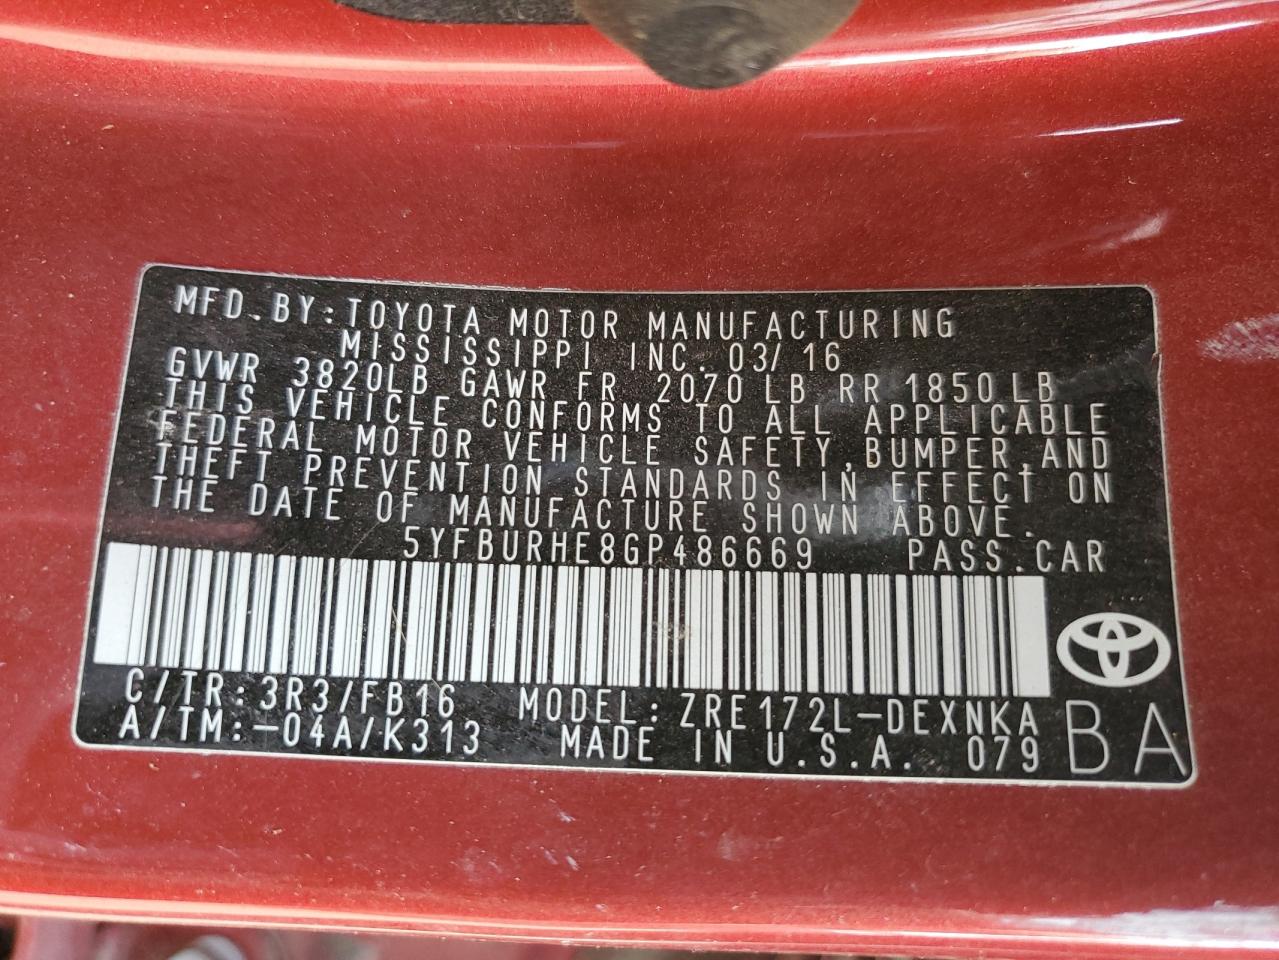 MFD.BY:TOYOTA MOTOR MANUFACTURING
MISSISSIPPI INC. 03/16
GVWR 3820LB GAWR FR 2070 LB RR 1850 LB
THIS VEHICLE CONFORMS TO ALL APPLICABLE
FEDERAL MOTOR VEHICLE SAFETY,BUMPER,AND
THEFT PREVENTION STANDARDS IN EFFECT ON
THE DATE OF MANUFACTURE SHOWN ABOVE.
5YFBURHE8GP486669 PASS.CAR
C/TR:3R3/FB16 MODEL:ZRE172L-DEXNKA
A/TM:-04A/K313 MADE IN U.S.A. 079
BA